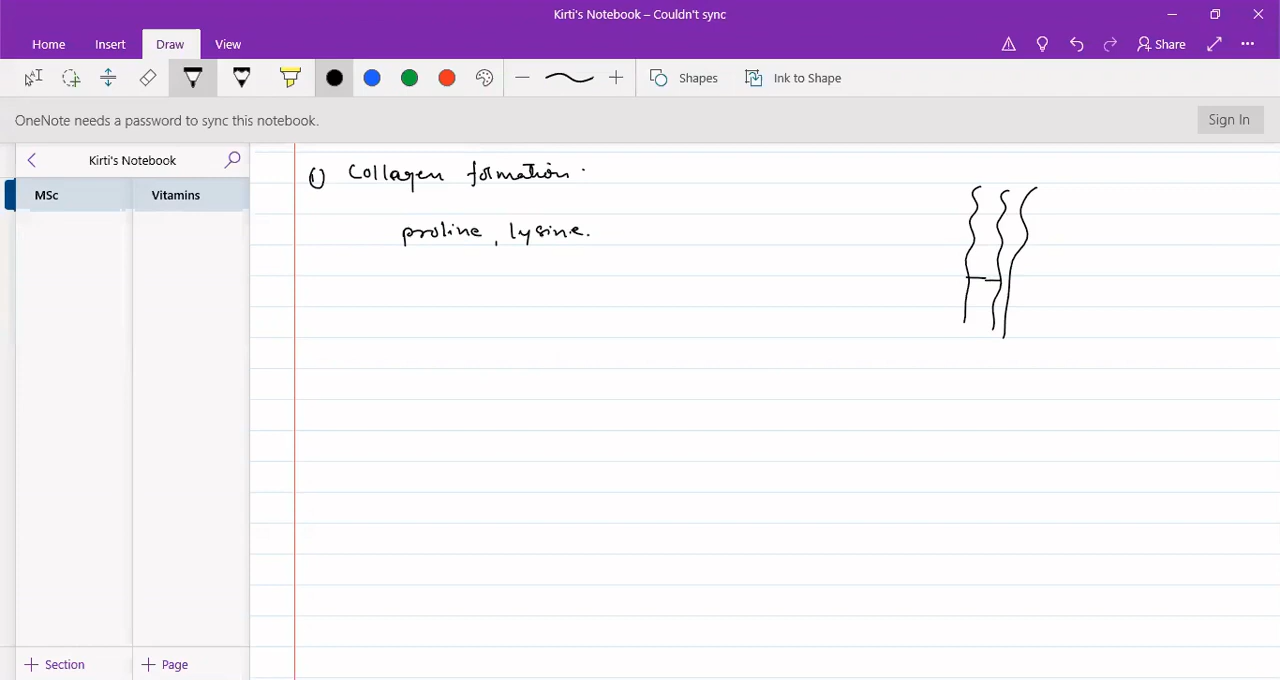 Kirti's Notebook – Couldn't sync
Home Insert Draw View
Share
Shapes Ink to Shape
OneNote needs a password to sync this notebook.
Sign In
Kirti's Notebook
MSc Vitamins
1) Collagen formation.
proline, lysine.
+ Section + Page